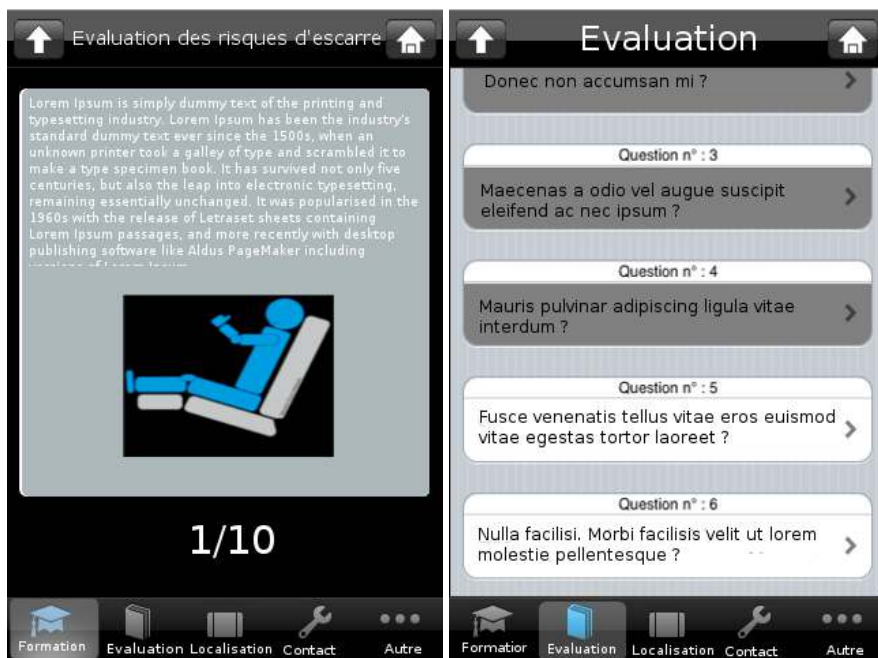 Evaluation des risques d'escarre
Lorem Ipsum is simply dummy text of the printing and
typesetting industry. Lorem Ipsum has been the industry's
standard dummy text ever since the 1500s, when an
unknown printer took a galley of type and scrambled it to
make a type specimen book. It has survived not only five
centuries, but also the leap into electronic typesetting,
remaining essentially unchanged. It was popularised in the
1960s with the release of Letraset sheets containing
Lorem Ipsum passages, and more recently with desktop
publishing software like Aldus PageMaker including
versions of Lorem Ipsum
1/10
Formation Evaluation Localisation Contact Autre
Evaluation
Donec non accumsan mi ?
Question n° : 3
Maecenas a odio vel augue suscipit
eleifend ac nec ipsum ?
Question n° : 4
Mauris pulvinar adipiscing ligula vitae
interdum ?
Question n° : 5
Fusce venenatis tellus vitae eros euismod
vitae egestas tortor laoreet ?
Question n° : 6
Nulla facilisi. Morbi facilisis velit ut lorem
molestie pellentesque ?
Formatior Evaluation Localisation Contact Autre